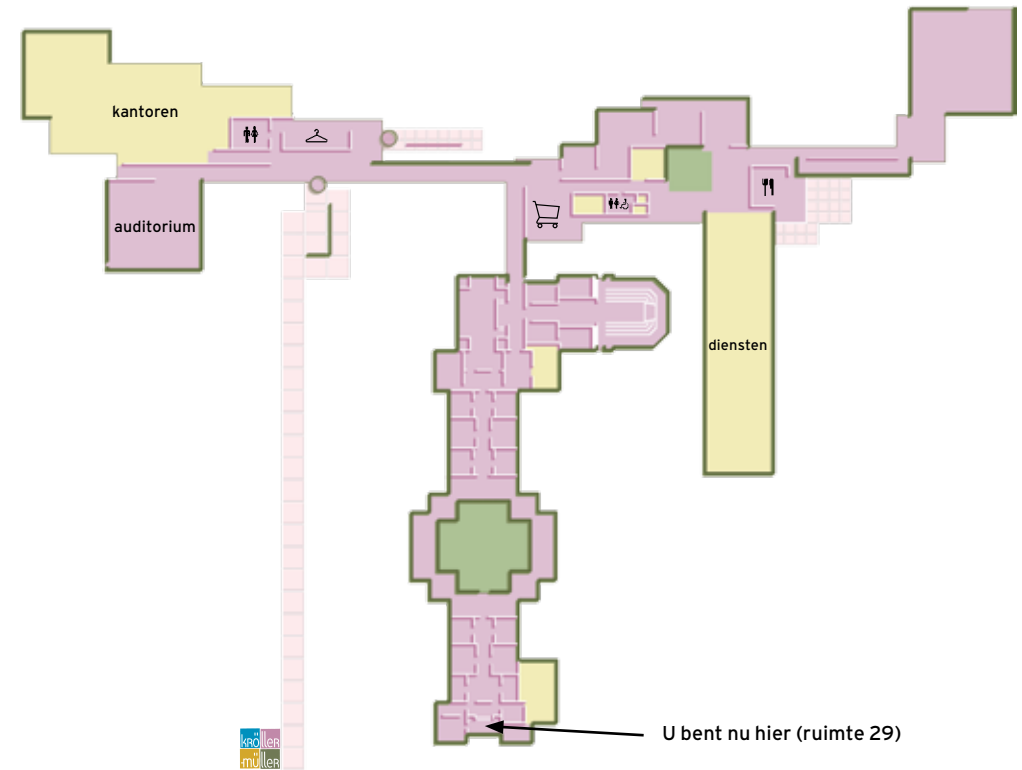 kantoren
auditorium
diensten
U bent nu hier (ruimte 29)
kröller
-müller